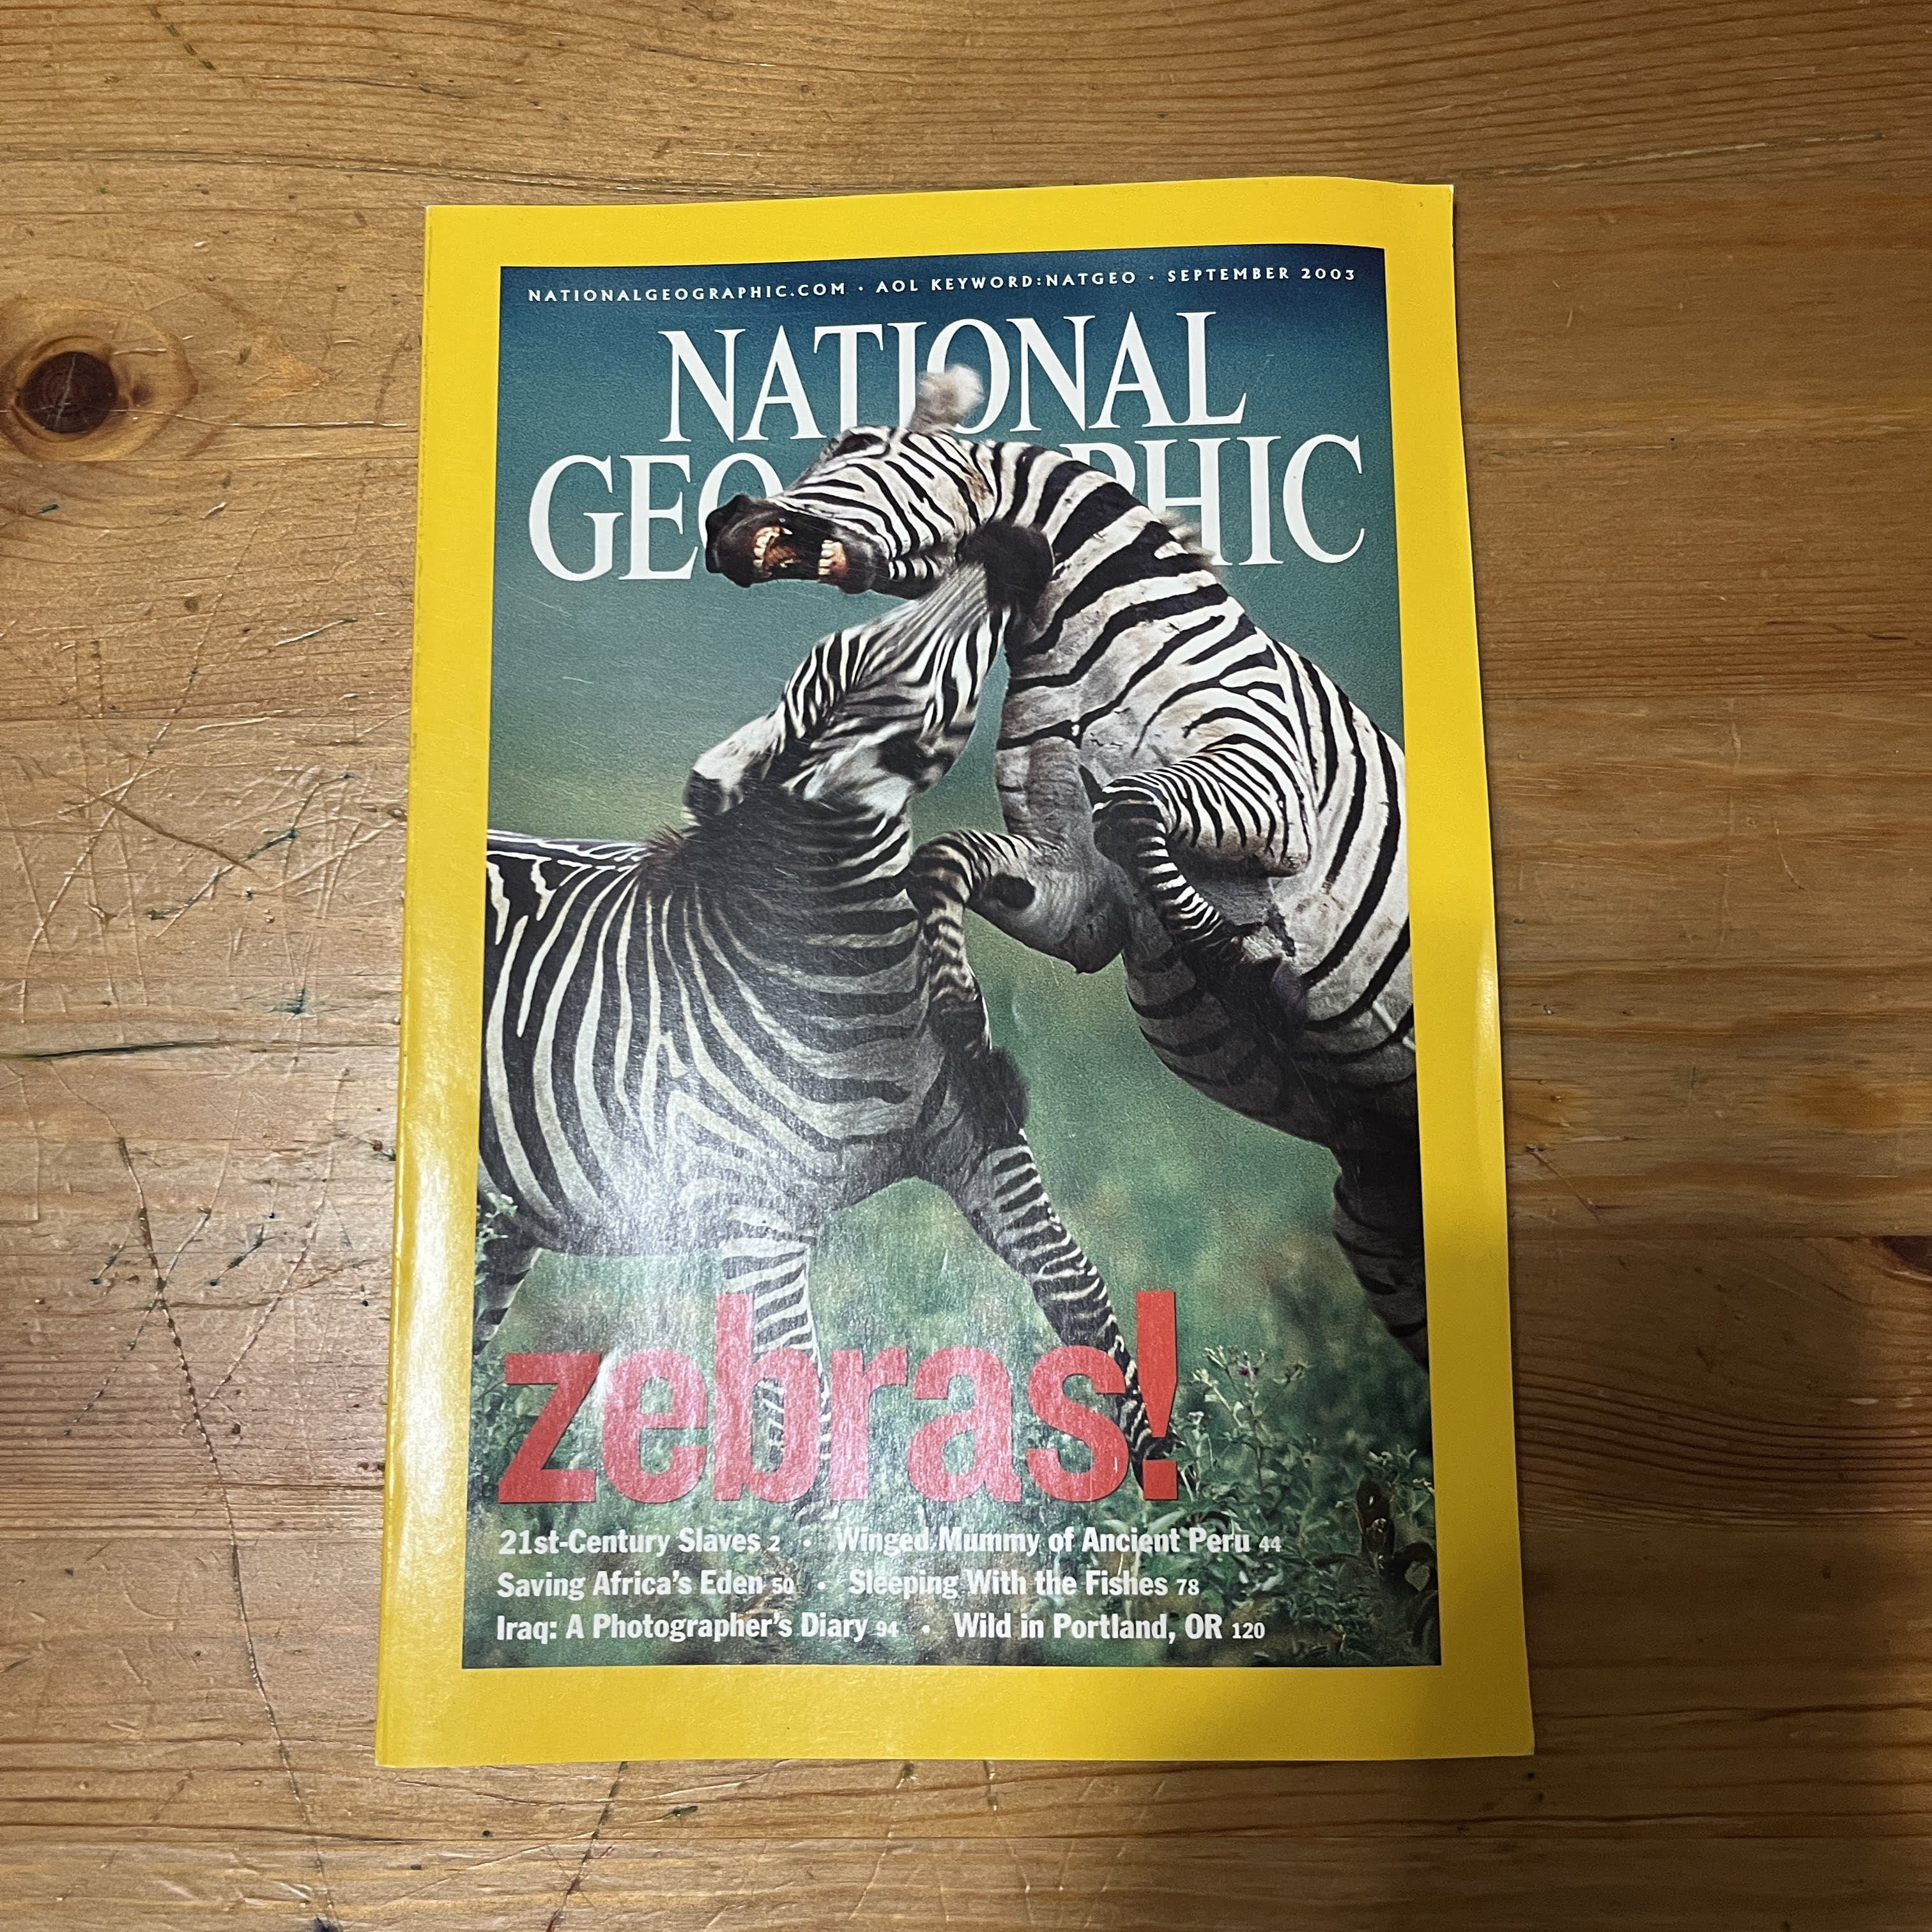 NATIONALGEOGRAPHIC.COM • AOL KEYWORD:NATGEO • SEPTEMBER 2003
NATIONAL
GEOGRAPHIC
zebras!
21st-Century Slaves 2 • Winged Mummy of Ancient Peru 44
Saving Africa's Eden 50 • Sleeping With the Fishes 78
Iraq: A Photographer's Diary 94 • Wild in Portland, OR 120